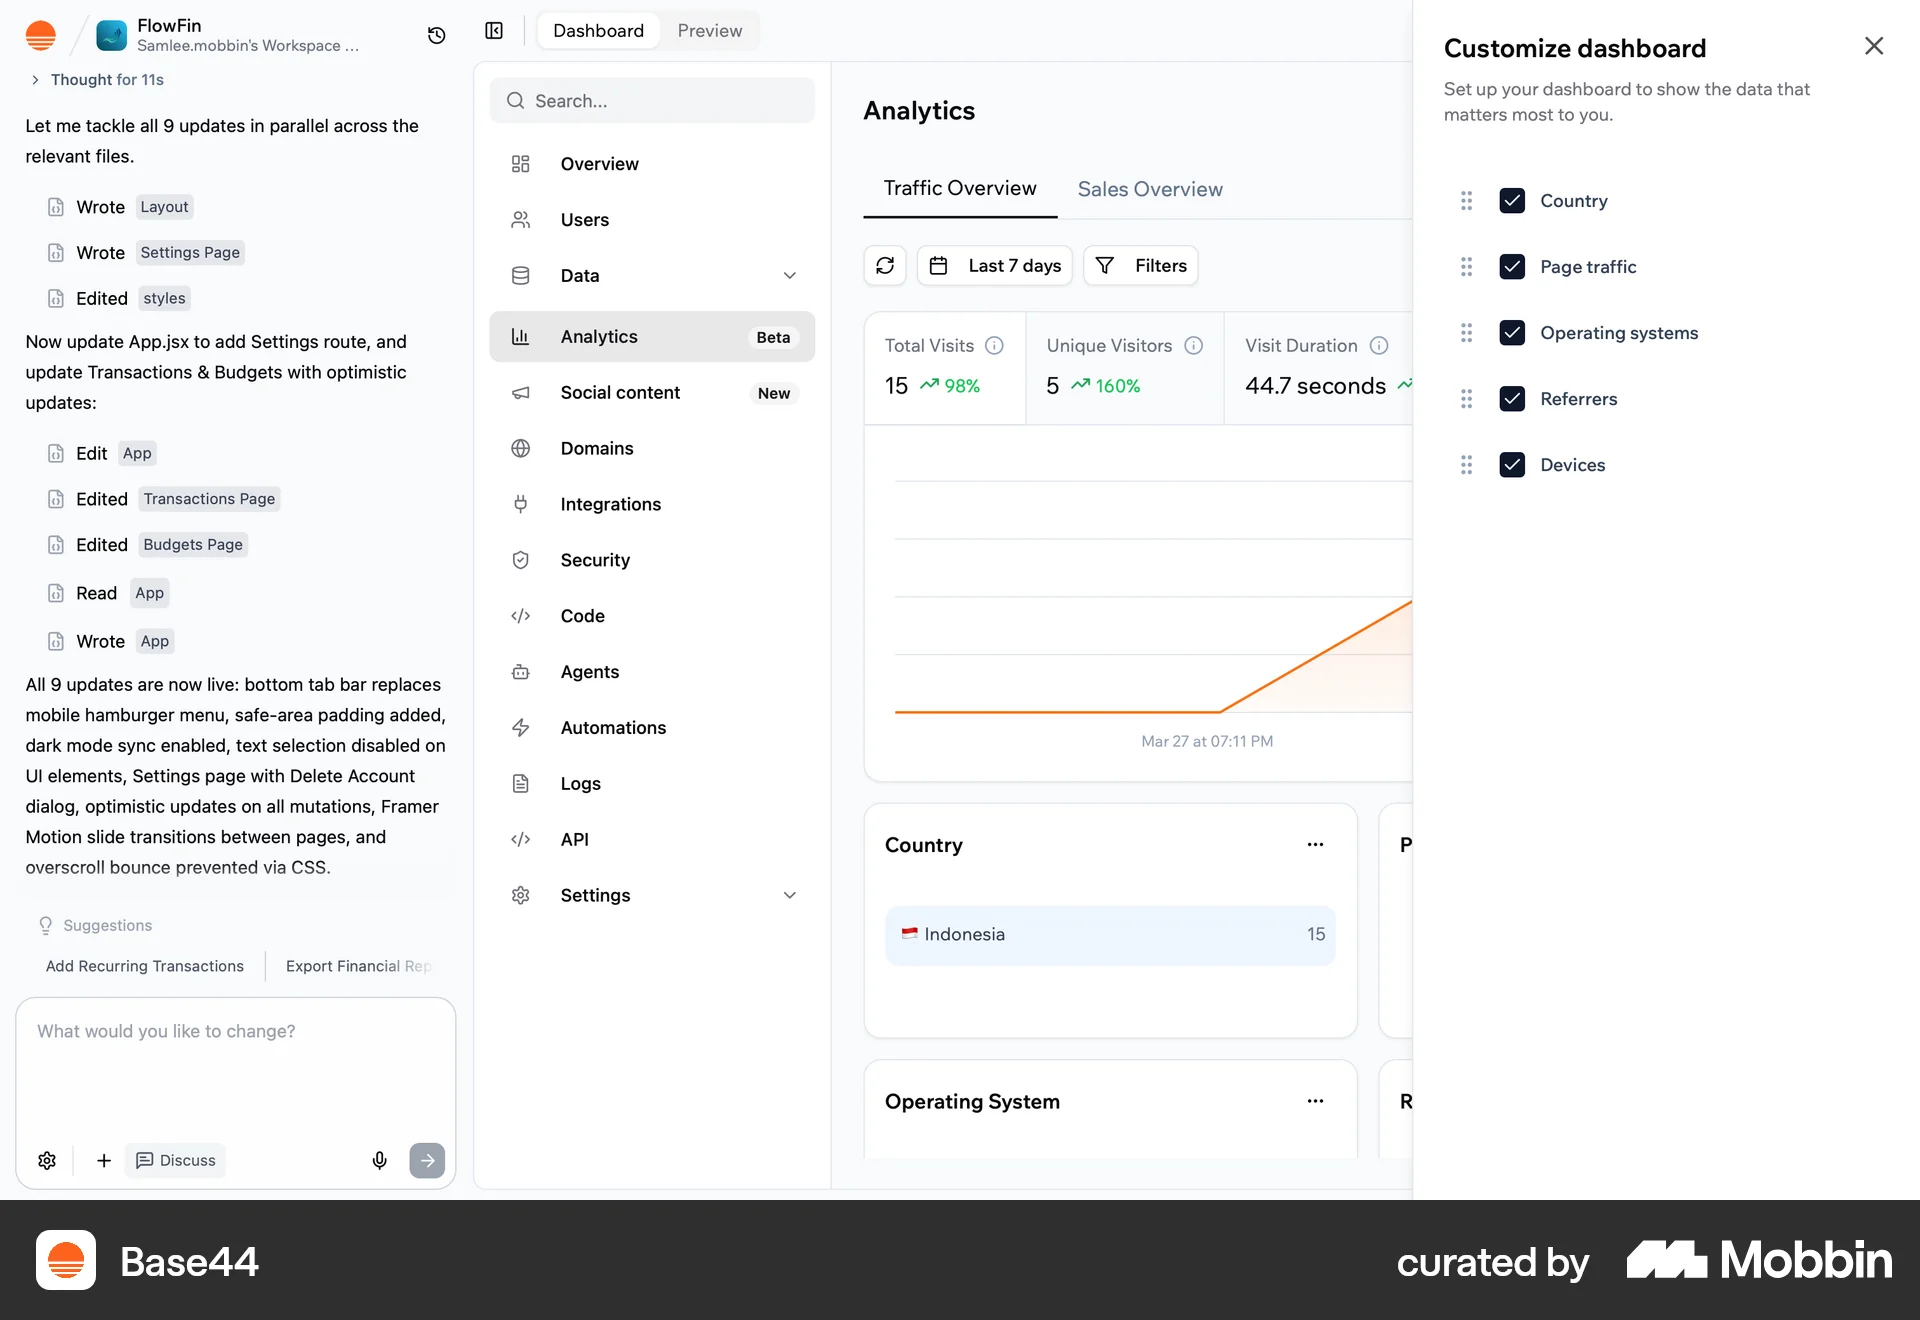 FlowFin
Samlee.mobbin's Workspace ...
Thought for 11s
Let me tackle all 9 updates in parallel across the
relevant files.
Wrote Layout
Wrote Settings Page
Edited styles
Now update App.jsx to add Settings route, and
update Transactions & Budgets with optimistic
updates:
Edit App
Edited Transactions Page
Edited Budgets Page
Read App
Wrote App
All 9 updates are now live: bottom tab bar replaces
mobile hamburger menu, safe-area padding added,
dark mode sync enabled, text selection disabled on
UI elements, Settings page with Delete Account
dialog, optimistic updates on all mutations, Framer
Motion slide transitions between pages, and
overscroll bounce prevented via CSS.
Suggestions
Add Recurring Transactions
Export Financial Rep
What would you like to change?
Discuss
Dashboard
Preview
Search...
Overview
Users
Data
Analytics Beta
Social content New
Domains
Integrations
Security
Code
Agents
Automations
Logs
API
Settings
Analytics
Traffic Overview
Sales Overview
Last 7 days
Filters
Total Visits
15 98%
Unique Visitors
5 160%
Visit Duration
44.7 seconds
Mar 27 at 07:11 PM
Country
...
Indonesia 15
P
Operating System
...
R
Customize dashboard
Set up your dashboard to show the data that
matters most to you.
Country
Page traffic
Operating systems
Referrers
Devices
Base44
curated by Mobbin